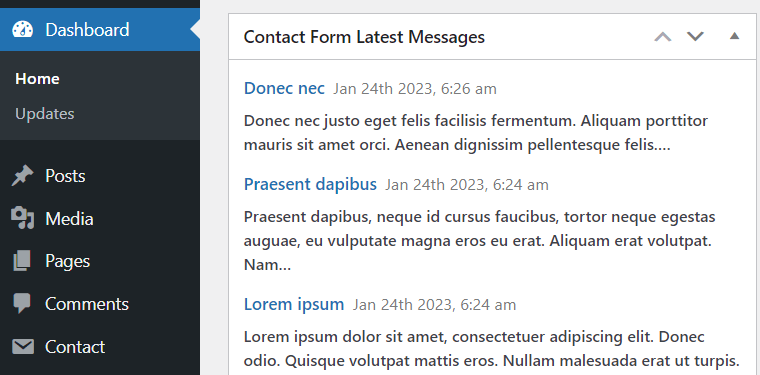 Dashboard
Home
Updates
Posts
Media
Pages
Comments
Contact
Contact Form Latest Messages
Donec nec Jan 24th 2023, 6:26 am
Donec nec justo eget felis facilisis fermentum. Aliquam porttitor
mauris sit amet orci. Aenean dignissim pellentesque felis....
Praesent dapibus Jan 24th 2023, 6:24 am
Praesent dapibus, neque id cursus faucibus, tortor neque egestas
auguae, eu vulputate magna eros eu erat. Aliquam erat volutpat.
Nam...
Lorem ipsum Jan 24th 2023, 6:24 am
Lorem ipsum dolor sit amet, consectetuer adipiscing elit. Donec
odio. Quisque volutpat mattis eros. Nullam malesuada erat ut turpis.